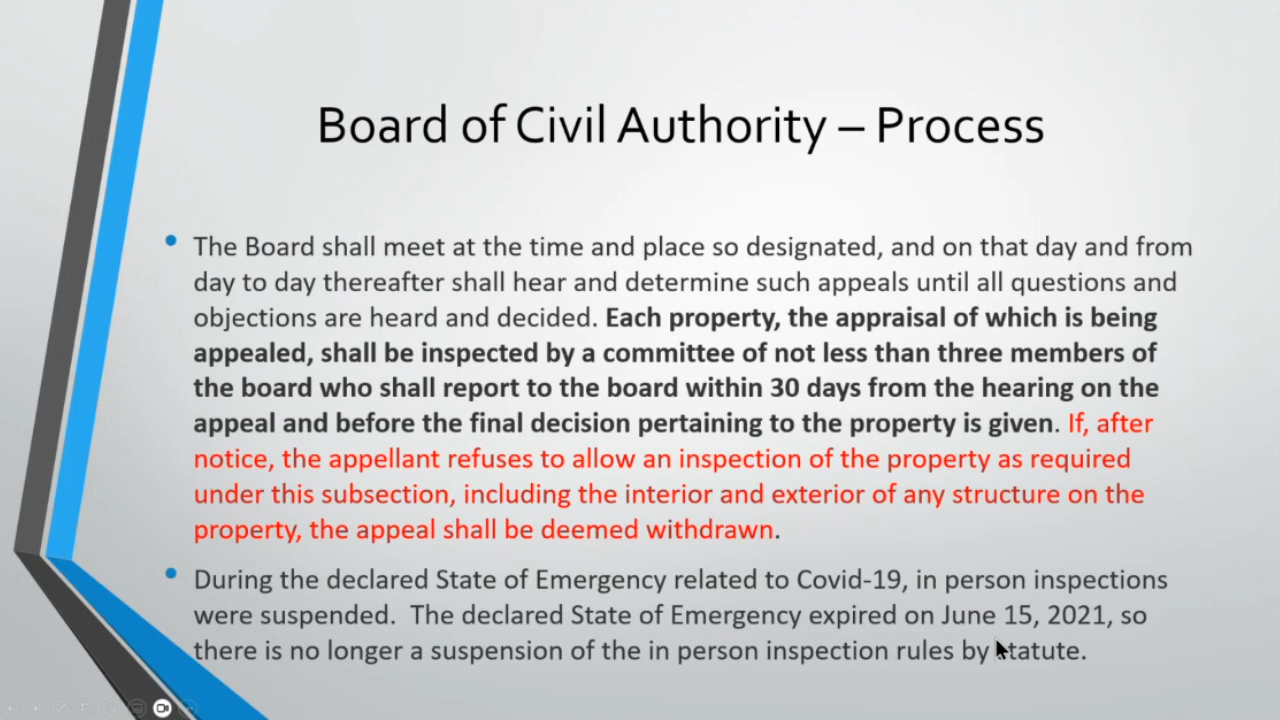 Board of Civil Authority – Process
The Board shall meet at the time and place so designated, and on that day and from
day to day thereafter shall hear and determine such appeals until all questions and
objections are heard and decided. Each property, the appraisal of which is being
appealed, shall be inspected by a committee of not less than three members of
the board who shall report to the board within 30 days from the hearing on the
appeal and before the final decision pertaining to the property is given. If, after
notice, the appellant refuses to allow an inspection of the property as required
under this subsection, including the interior and exterior of any structure on the
property, the appeal shall be deemed withdrawn.
During the declared State of Emergency related to Covid-19, in person inspections
were suspended.  The declared State of Emergency expired on June 15, 2021, so
there is no longer a suspension of the in person inspection rules by statute.